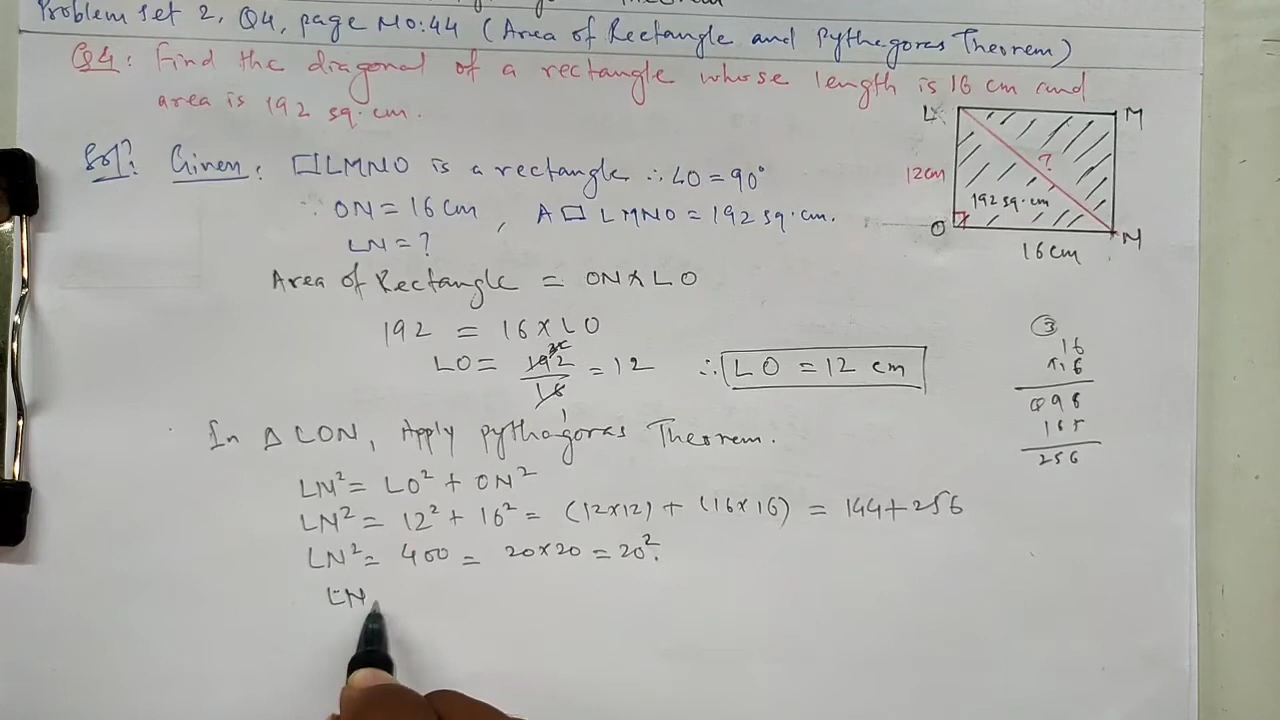 Theorem
Problem set 2, Q4, page No:44 (Area of Rectangle and Pythagoras Theorem)
Q4: Find the diagonal of a rectangle whose length is 16 cm and
area is 192 sq.cm.
Solⁿ: Given: □LMNO is a rectangle ∴ ∠O = 90°
∴ ON = 16 cm, A □ LMNO = 192 sq.cm.
LN = ?
Area of Rectangle = ON × LO
192 = 16 × LO
LO = 192/16 = 12 ∴ LO = 12 cm
In Δ LON, Apply pythagoras Theorem.
LN² = LO² + ON²
LN² = 12² + 16² = (12×12) + (16×16) = 144 + 256
LN² = 400 = 20×20 = 20².
LN
L M
12cm ?
192 sq.cm
O N
16cm
3
16
×16
96
256